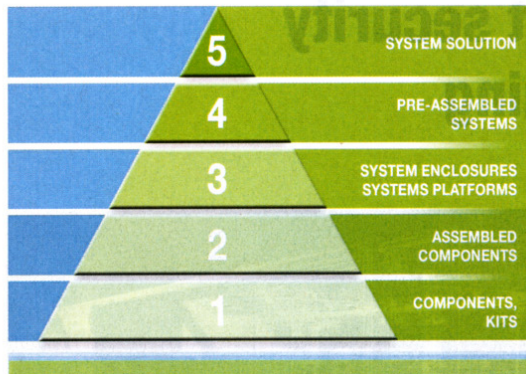 5
SYSTEM SOLUTION
4
PRE-ASSEMBLED
SYSTEMS
3
SYSTEM ENCLOSURES
SYSTEMS PLATFORMS
2
ASSEMBLED
COMPONENTS
1
COMPONENTS,
KITS